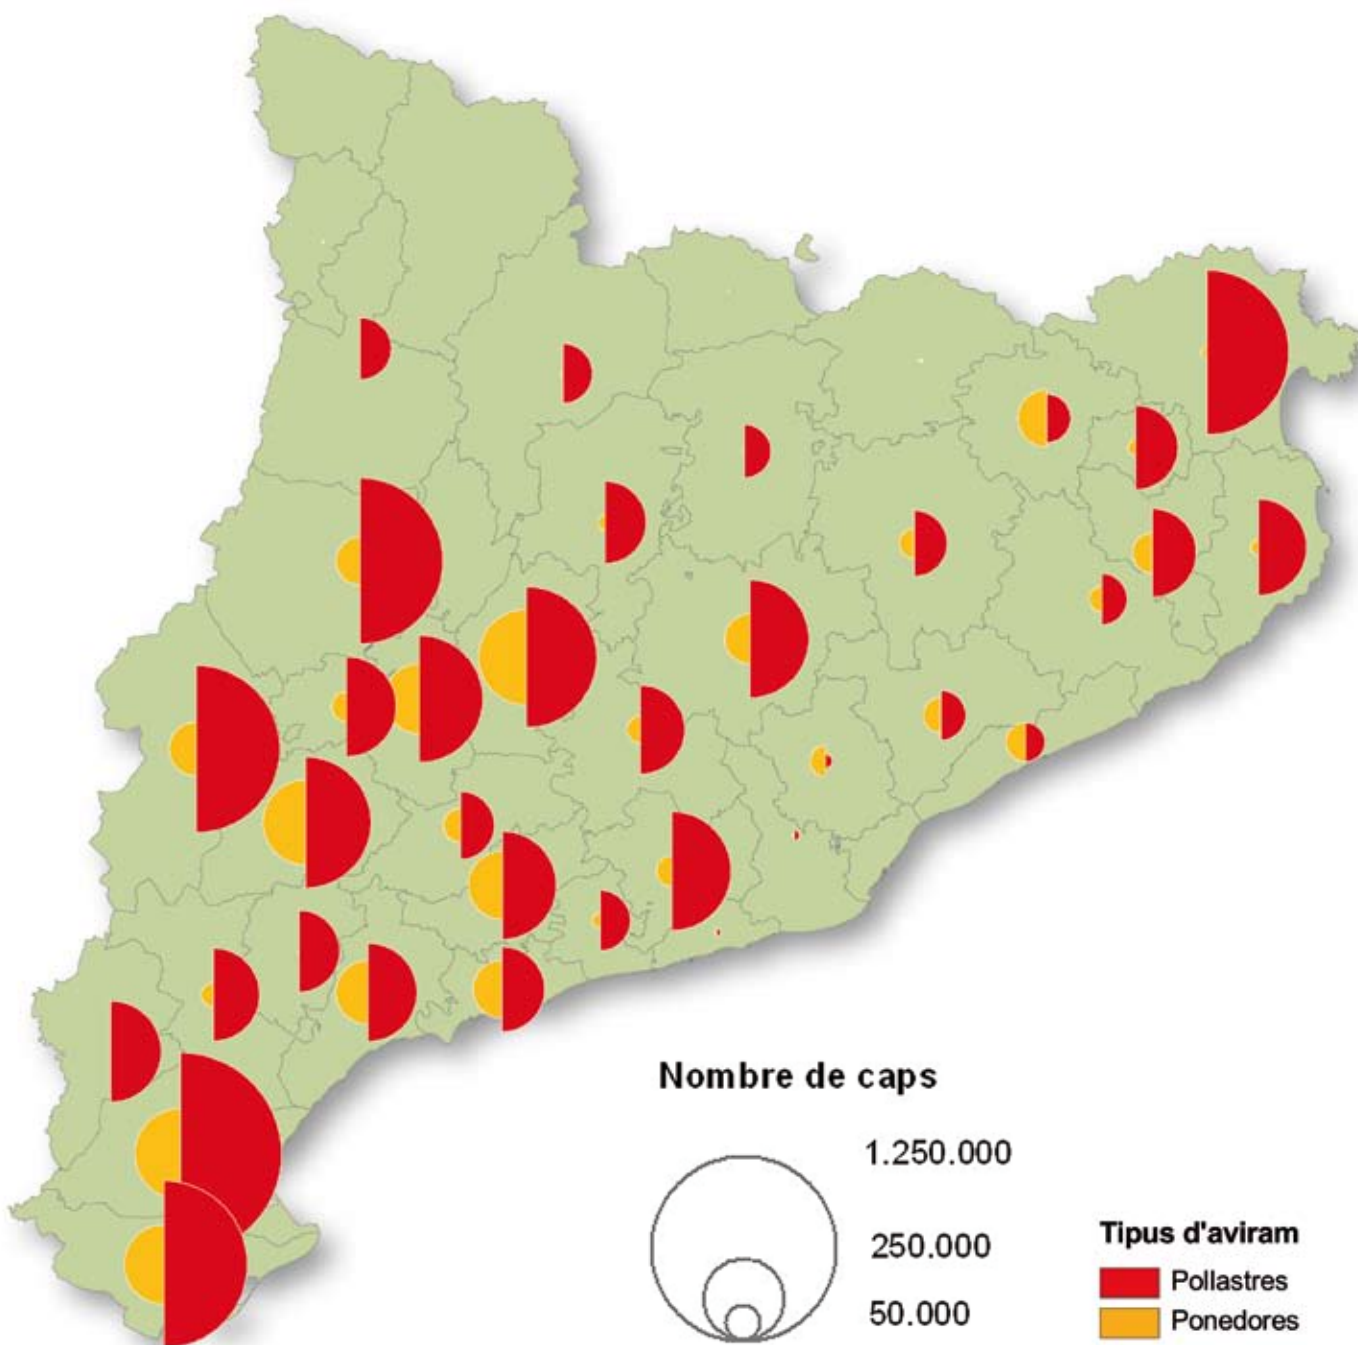 Nombre de caps
1.250.000
250.000
50.000
Tipus d'aviram
Pollastres
Ponedores